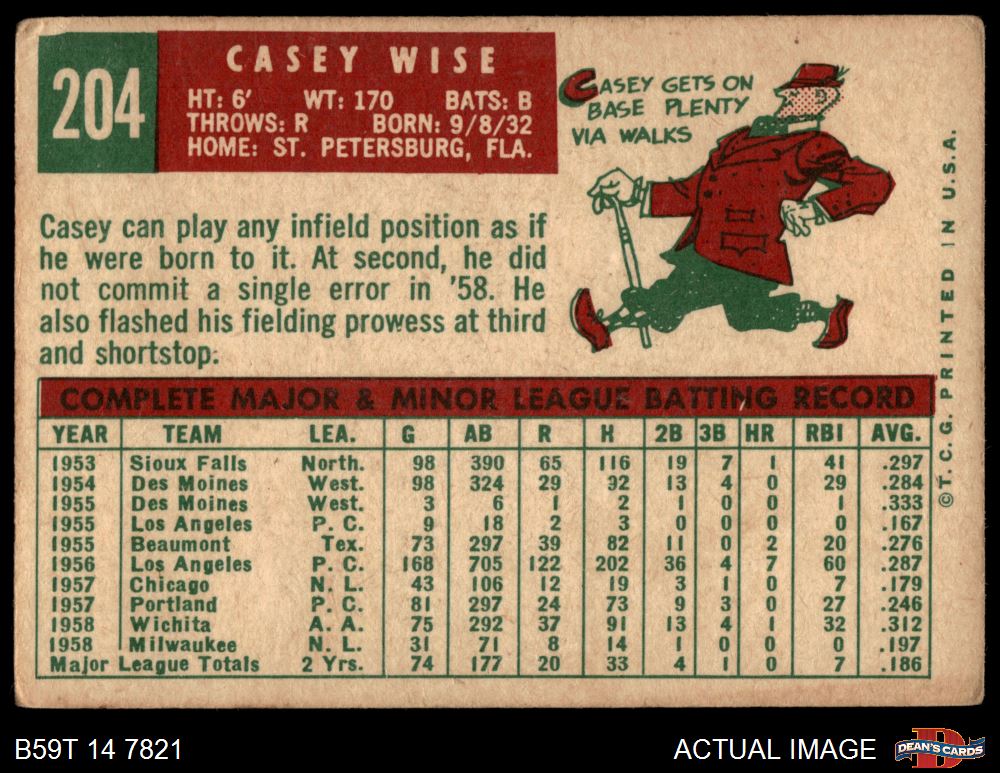 204
CASEY WISE
HT: 6' WT: 170 BATS: B
THROWS: R BORN: 9/8/32
HOME: ST. PETERSBURG, FLA.
CASEY GETS ON
BASE PLENTY
VIA WALKS
Casey can play any infield position as if
he were born to it. At second, he did
not commit a single error in '58. He
also flashed his fielding prowess at third
and shortstop.
COMPLETE MAJOR & MINOR LEAGUE BATTING RECORD
YEAR TEAM LEA. G AB R H 2B 3B HR RBI AVG.
1953 Sioux Falls North. 98 390 65 116 19 7 1 41 .297
1954 Des Moines West. 98 324 29 92 13 4 0 29 .284
1955 Des Moines West. 3 6 1 2 1 0 0 1 .333
1955 Los Angeles P. C. 9 18 2 3 0 0 0 0 .167
1955 Beaumont Tex. 73 297 39 82 11 0 2 20 .276
1956 Los Angeles P. C. 168 705 122 202 36 4 7 60 .287
1957 Chicago N. L. 43 106 12 19 3 1 0 7 .179
1957 Portland P. C. 81 297 24 73 9 3 0 27 .246
1958 Wichita A. A. 75 292 37 91 13 4 1 32 .312
1958 Milwaukee N. L. 31 71 8 14 1 0 0 0 .197
Major League Totals 2 Yrs. 74 177 20 33 4 1 0 7 .186
©T. C. G. PRINTED IN U.S.A.
B59T 14 7821
ACTUAL IMAGE
D
DEAN'S CARDS